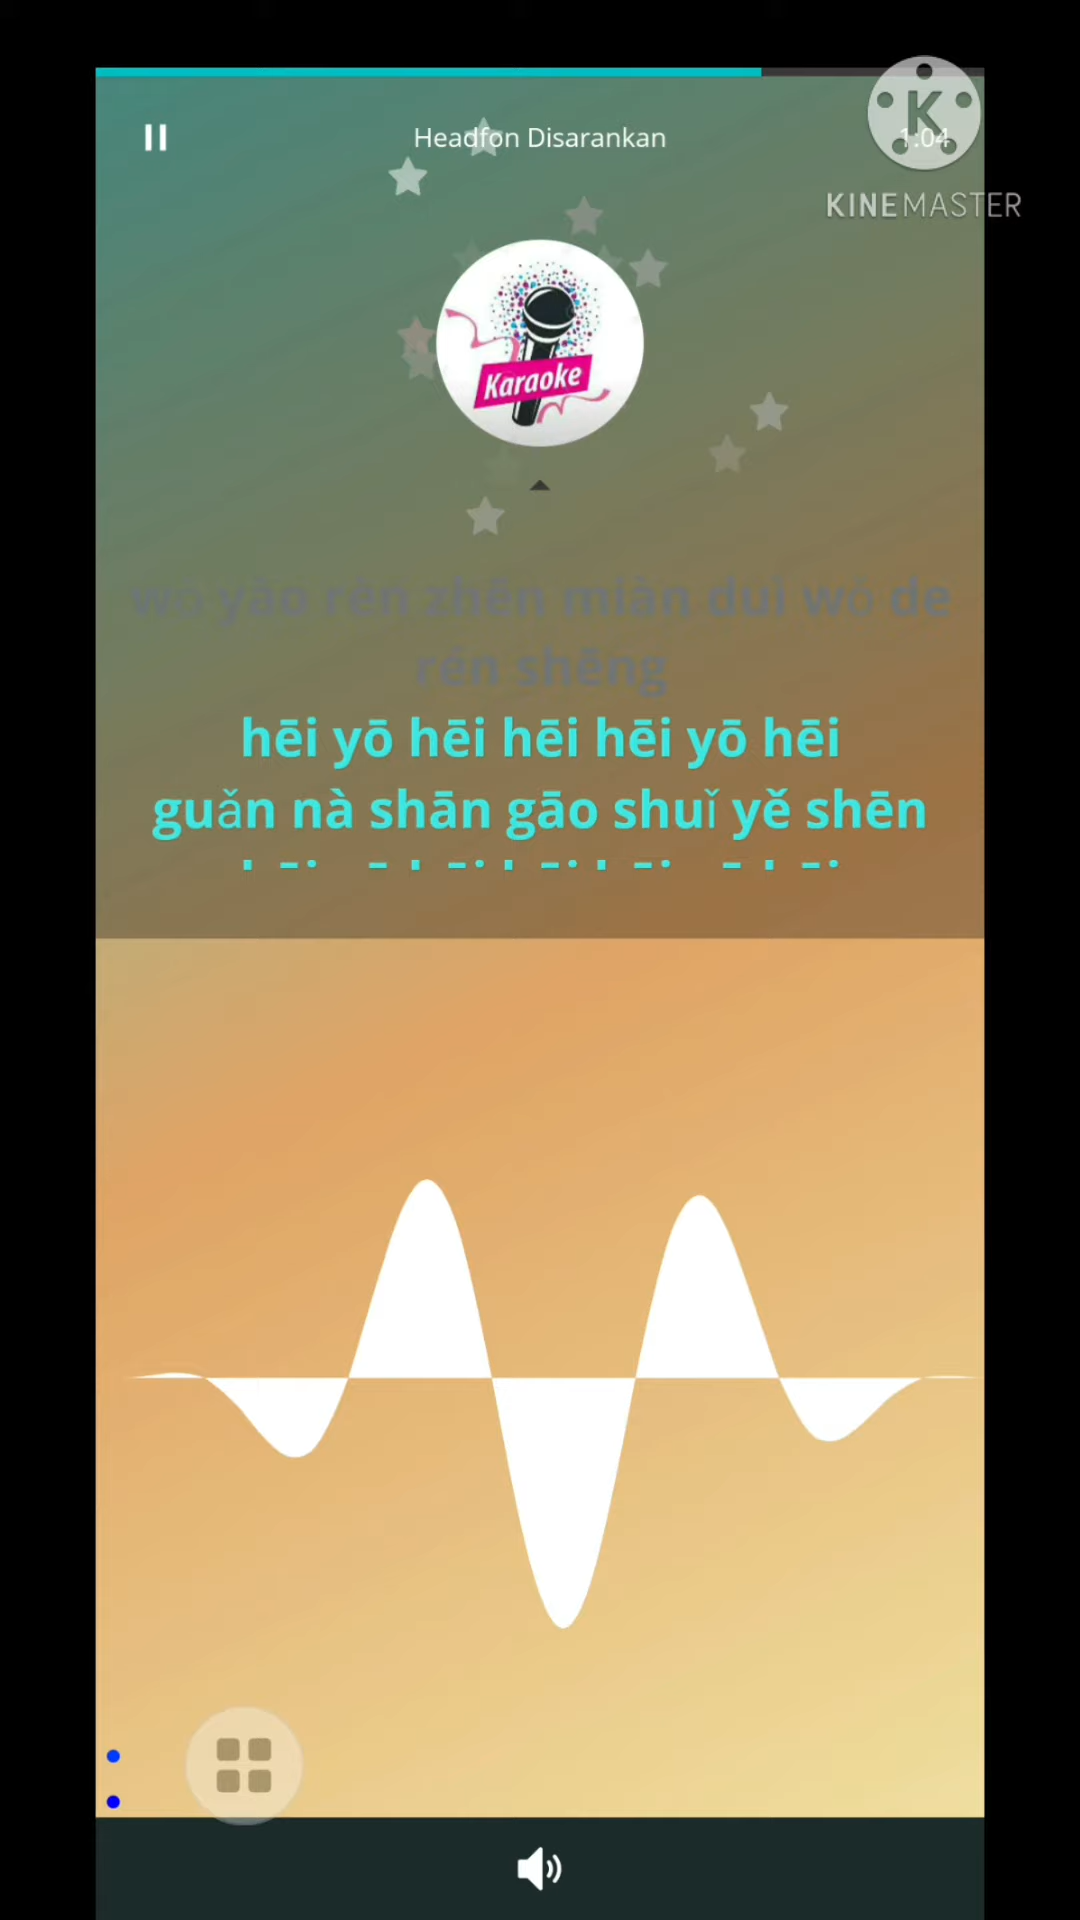 Headfon Disarankan
1:04
KINEMASTER
Karaoke
wǒ yào rèn zhēn miàn duì wǒ de
rén shēng
hēi yō hēi hēi hēi yō hēi
guǎn nà shān gāo shuǐ yě shēn